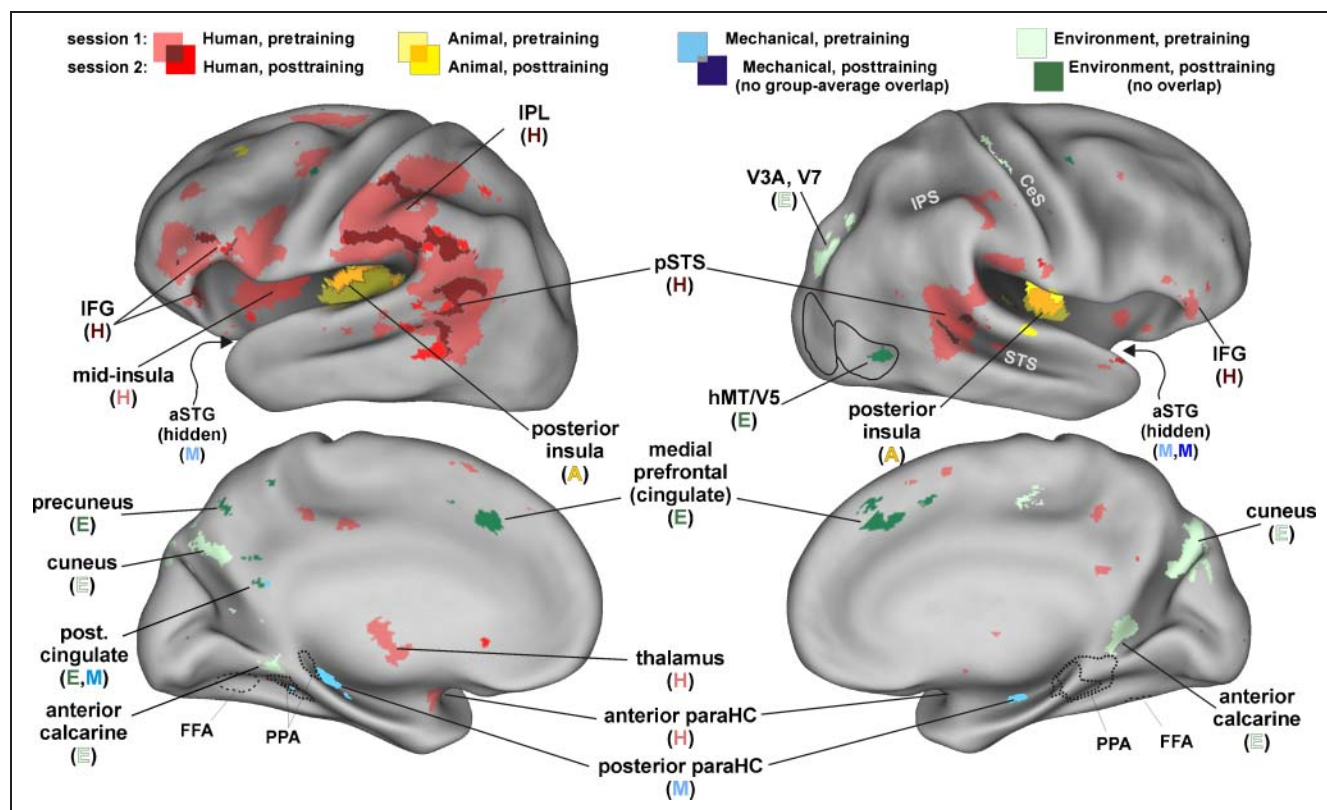 session 1: Human, pretraining Animal, pretraining Mechanical, pretraining Environment, pretraining
session 2: Human, posttraining Animal, posttraining Mechanical, posttraining Environment, posttraining
(no group-average overlap) (no overlap)
IPL
(H)
V3A, V7
(E)
IPS
CeS
pSTS
(H)
IFG
(H)
mid-insula
(H)
aSTG
(hidden)
(M)
STS
IFG
(H)
hMT/V5
(E)
posterior
insula
(A)
posterior
insula
(A)
aSTG
(hidden)
(M,M)
medial
prefrontal
(cingulate)
(E)
precuneus
(E)
cuneus
(E)
cuneus
(E)
post.
cingulate
(E,M)
thalamus
(H)
anterior
calcarine
(E)
FFA
PPA
anterior paraHC
(H)
posterior paraHC
(M)
PPA
FFA
anterior
calcarine
(E)